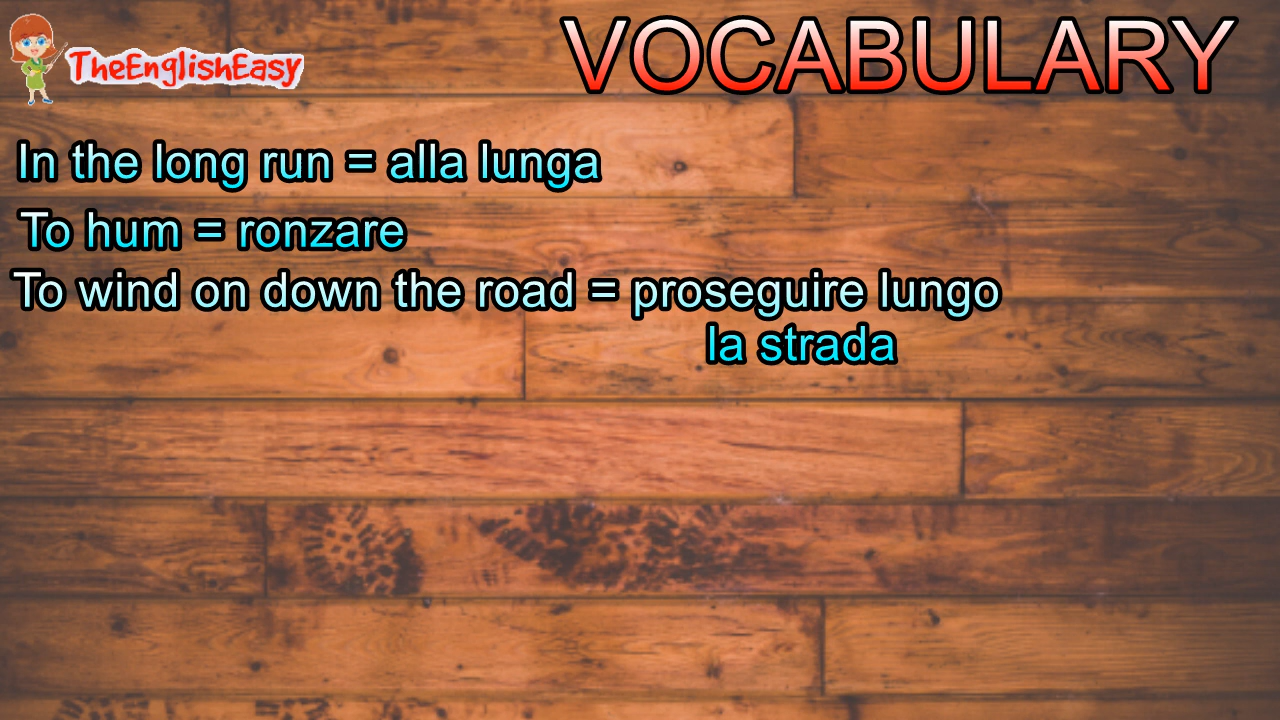 TheEnglishEasy
VOCABULARY
In the long run = alla lunga
To hum = ronzare
To wind on down the road = proseguire lungo
la strada